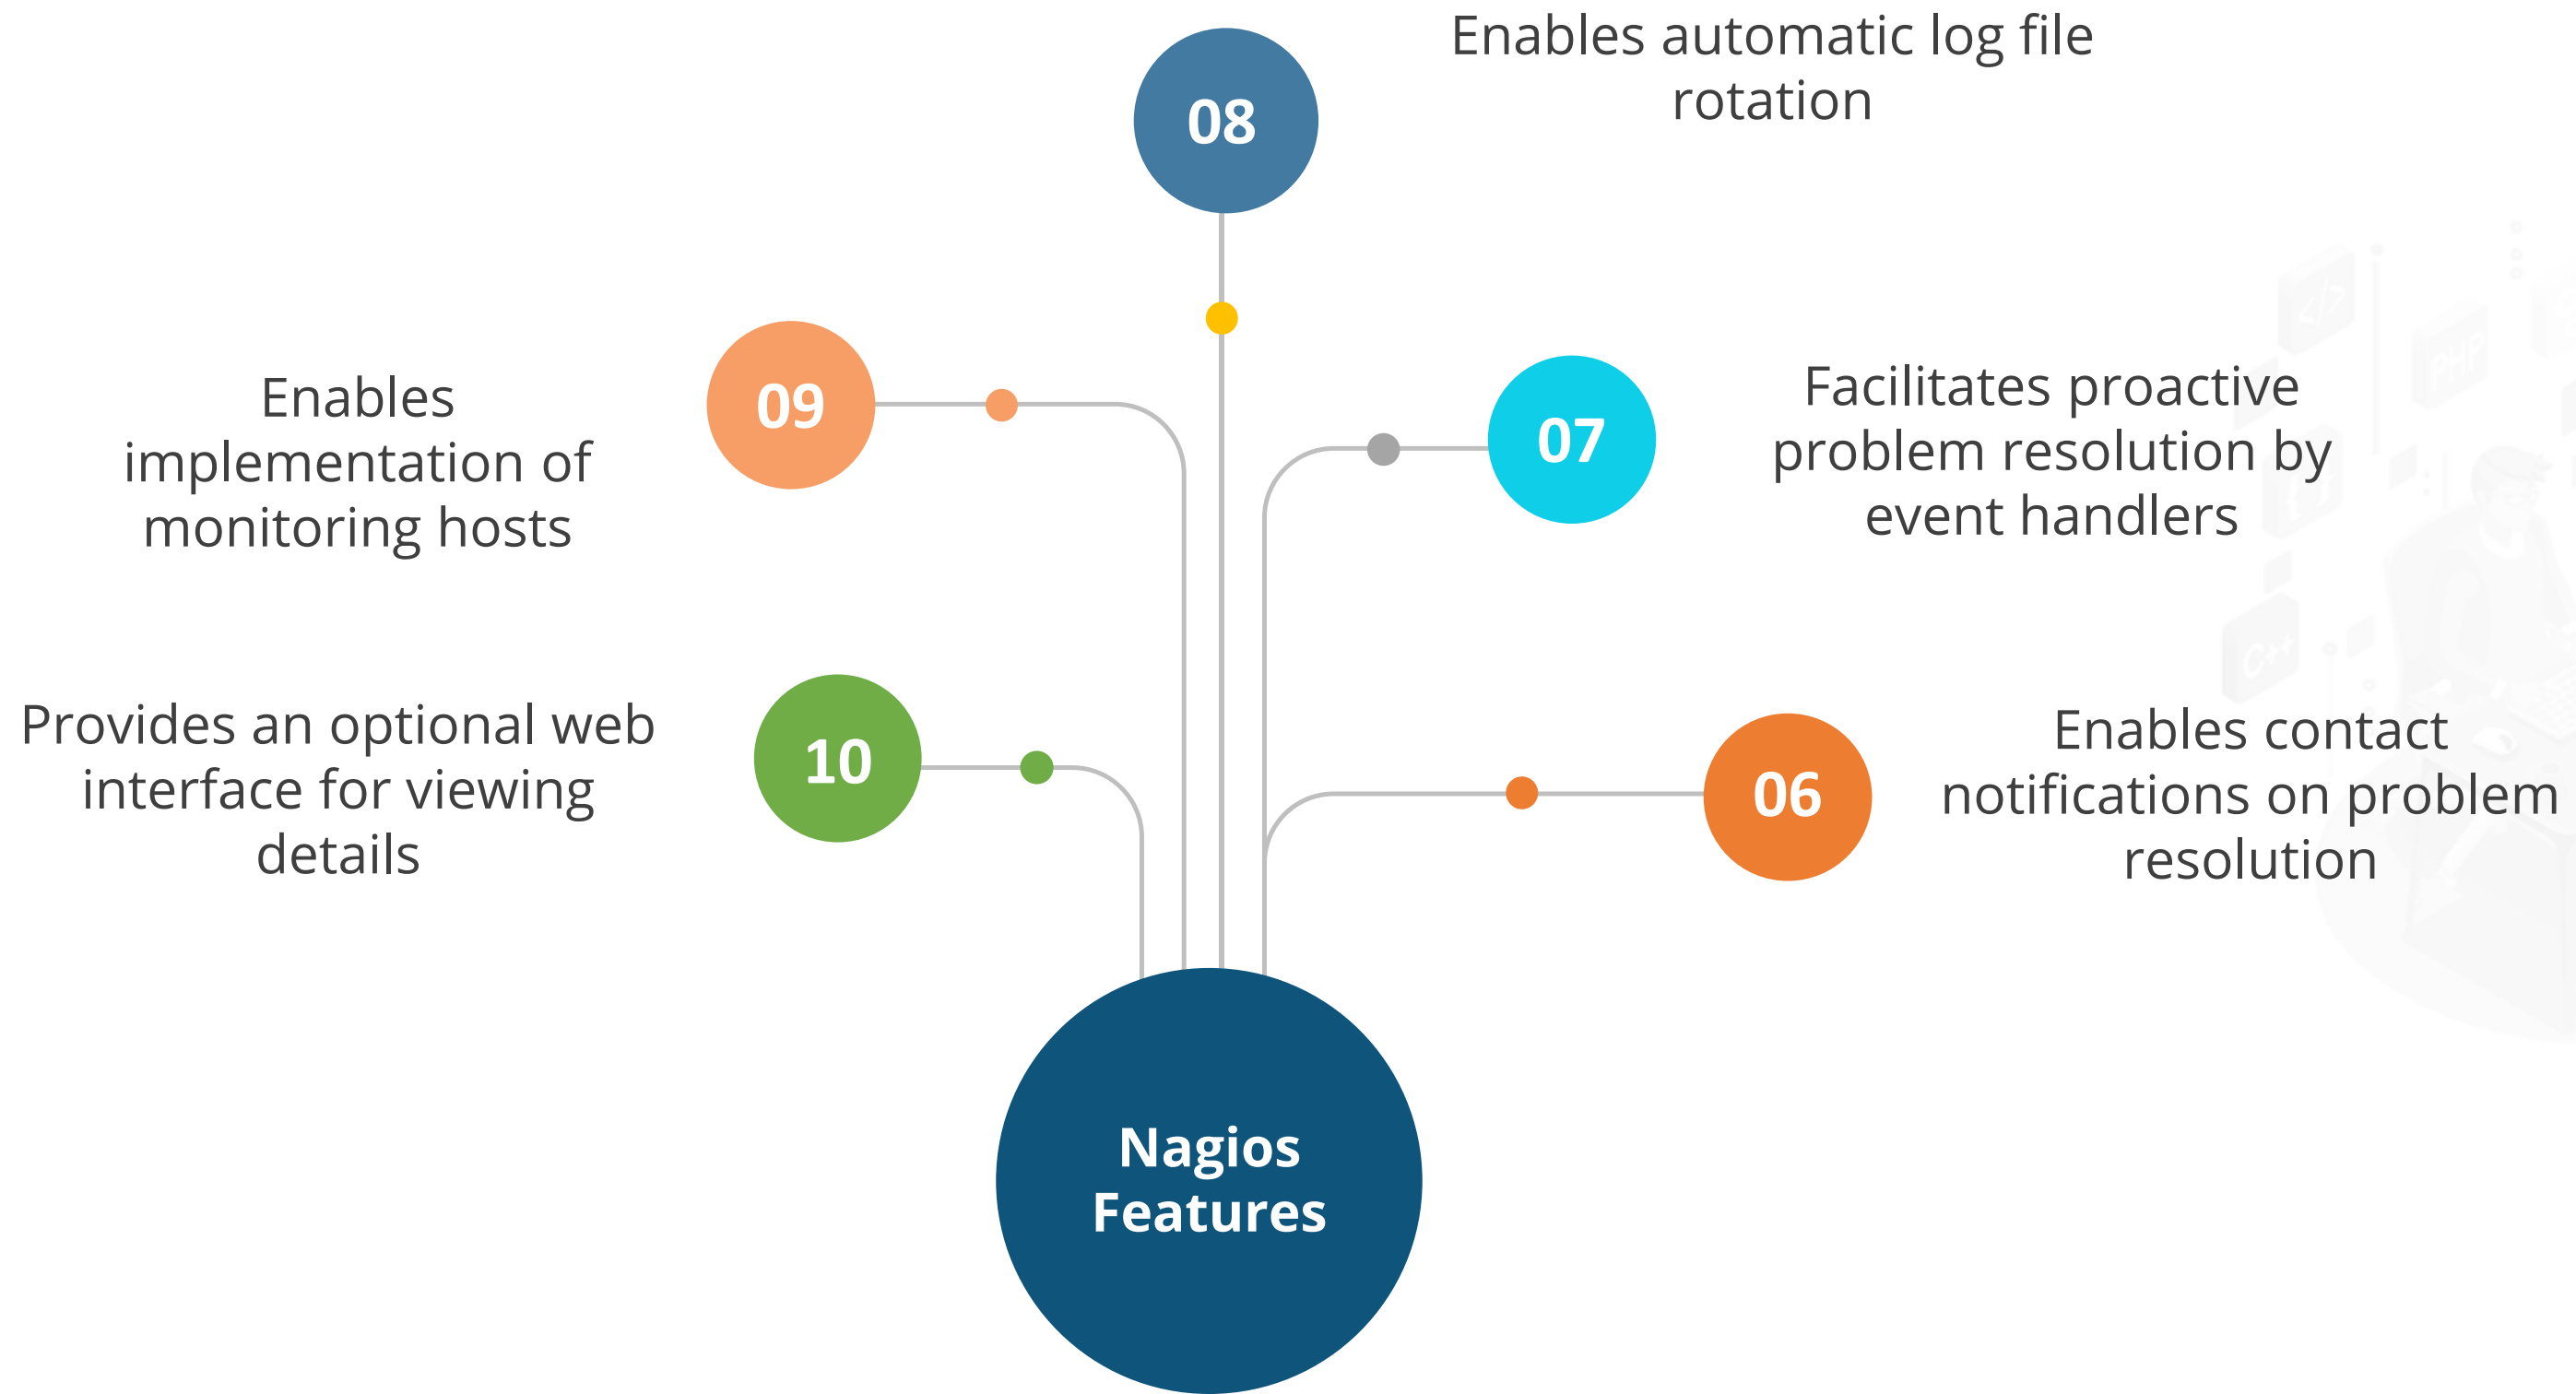 Enables automatic log file
rotation
08
09
Enables
implementation of
monitoring hosts
07
Facilitates proactive
problem resolution by
event handlers
10
Provides an optional web
interface for viewing
details
06
Enables contact
notifications on problem
resolution
Nagios
Features